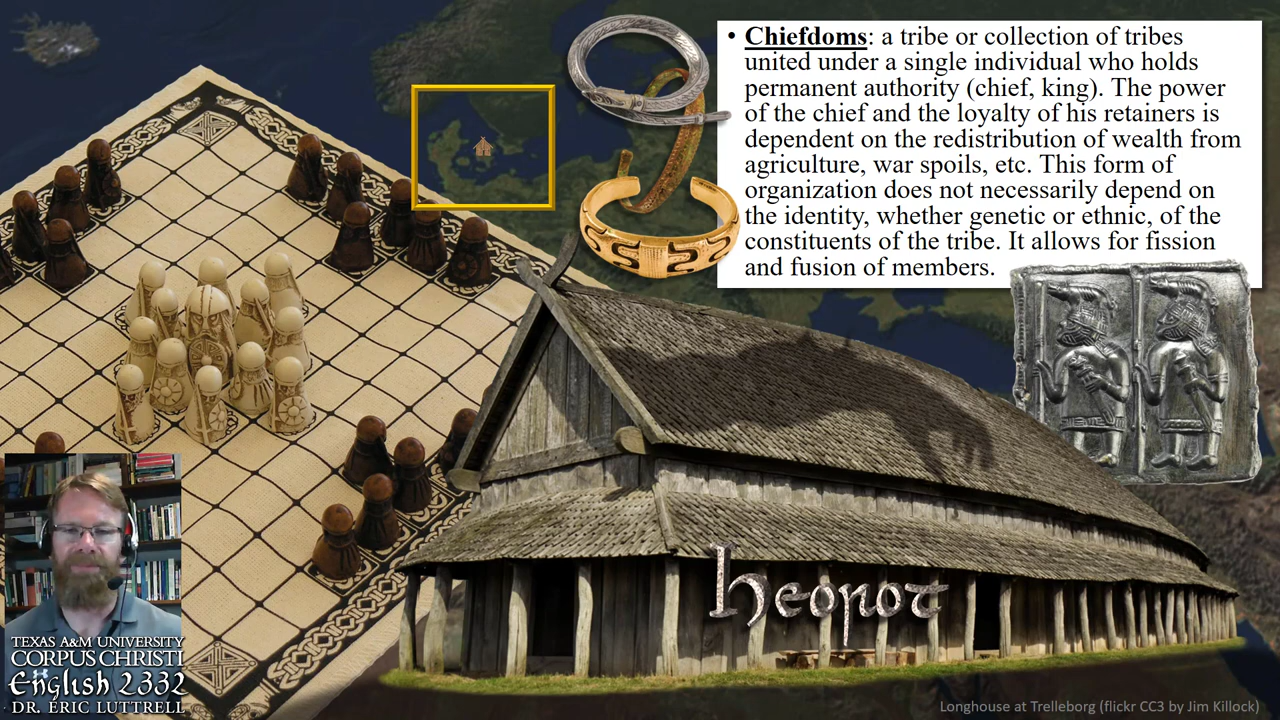 • Chiefdoms: a tribe or collection of tribes
united under a single individual who holds
permanent authority (chief, king). The power
of the chief and the loyalty of his retainers is
dependent on the redistribution of wealth from
agriculture, war spoils, etc. This form of
organization does not necessarily depend on
the identity, whether genetic or ethnic, of the
constituents of the tribe. It allows for fission
and fusion of members.
heorot
TEXAS A&M UNIVERSITY
CORPUS CHRISTI
English 2332
DR. ERIC LUTTRELL
Longhouse at Trelleborg (flickr CC3 by Jim Killock)